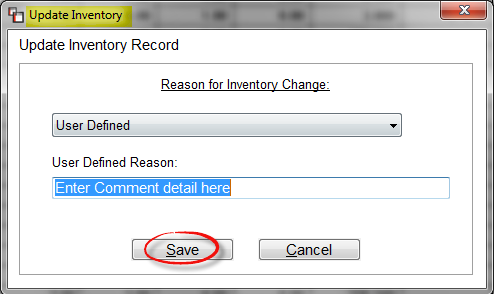 Update Inventory
Update Inventory Record
Reason for Inventory Change:
User Defined
User Defined Reason:
Enter Comment detail here
Save
Cancel